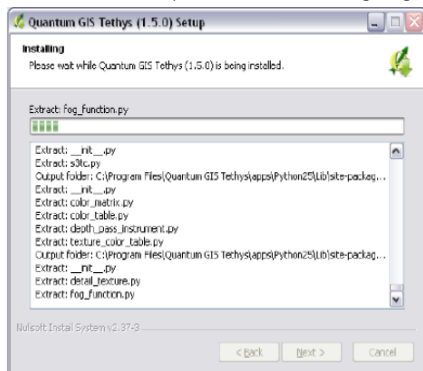 Quantum GIS Tethys (1.5.0) Setup
Installing
Please wait while Quantum GIS Tethys (1.5.0) is being installed.
Extract: fog_function.py
Extract: __init__.py
Extract: s3tc.py
Output folder: C:\Program Files\Quantum GIS Tethys\apps\Python25\Lib\site-packag...
Extract: __init__.py
Extract: color_matrix.py
Extract: color_table.py
Extract: depth_pass_instrument.py
Extract: texture_color_table.py
Output folder: C:\Program Files\Quantum GIS Tethys\apps\Python25\Lib\site-packag...
Extract: __init__.py
Extract: detail_texture.py
Extract: fog_function.py
Nullsoft Install System v2.37-3
< Back Next > Cancel